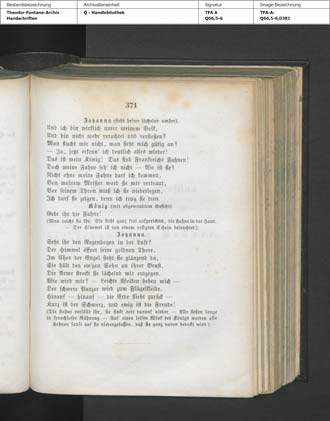 Bestandsbezeichnung
Archivalieneinheit
Signatur
Image-Bezeichnung
Theodor-Fontane-Archiv
Handschriften
Q - Handbibliothek
TFA A
Q66,5-6
TFA-A-
Q66,5-6,0381
371
Johanna (steht heiter lächelnd umher).
Und ich bin wirklich unter meinem Volk,
Und bin nicht mehr verachtet und verstoßen?
Man flucht mir nicht, man sieht mich gütig an?
— Ja, jetzt erkenn' ich deutlich alles wieder!
Das ist mein König! Das sind Frankreichs Fahnen!
Doch meine Fahne seh' ich nicht — Wo ist sie?
Nicht ohne meine Fahne darf ich kommen,
Von meinem Meister ward sie mir vertraut,
Vor seinem Thron muß ich sie niederlegen,
Ich darf sie zeigen, denn ich trug sie treu.
König (mit abgewandtem Gesicht)
Gebt ihr die Fahne!
(Man reicht sie ihr. Sie steht ganz frei aufgerichtet, die Fahne in der Hand.
— Der Himmel ist von einem rosigten Schein beleuchtet.)
Johanna.
Seht ihr den Regenbogen in der Luft?
Der Himmel öffnet seine goldnen Thore,
Im Chor der Engel steht sie glänzend da,
Sie hält den ew'gen Sohn an ihrer Brust,
Die Arme streckt sie lächelnd mir entgegen.
Wie wird mir? — Leichte Wolken heben mich —
Der schwere Panzer wird zum Flügelkleide.
Hinauf — hinauf — die Erde flieht zurück —
Kurz ist der Schmerz, und ewig ist die Freude!
(Die Fahne entfällt ihr, sie sinkt todt darauf nieder. — Alle stehen lange
in sprachloser Rührung. — Auf einen leisen Wink des Königs werden alle
Fahnen sanft auf sie niedergelassen, daß sie ganz davon bedeckt wird.)